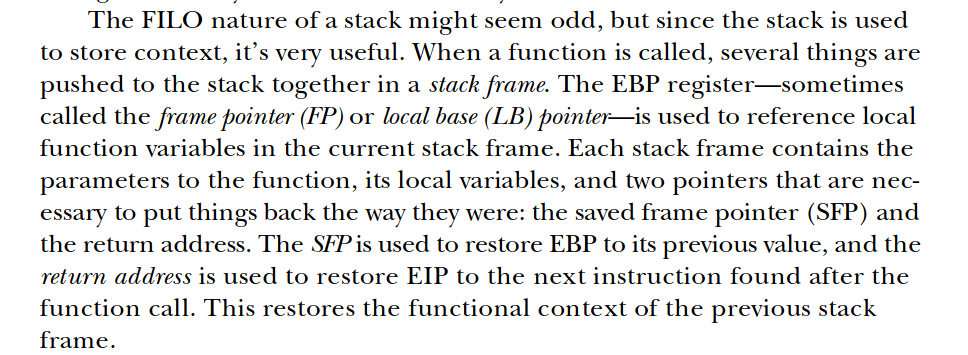 The FILO nature of a stack might seem odd, but since the stack is used
to store context, it's very useful. When a function is called, several things are
pushed to the stack together in a stack frame. The EBP register—sometimes
called the frame pointer (FP) or local base (LB) pointer—is used to reference local
function variables in the current stack frame. Each stack frame contains the
parameters to the function, its local variables, and two pointers that are nec-
essary to put things back the way they were: the saved frame pointer (SFP) and
the return address. The SFP is used to restore EBP to its previous value, and the
return address is used to restore EIP to the next instruction found after the
function call. This restores the functional context of the previous stack
frame.